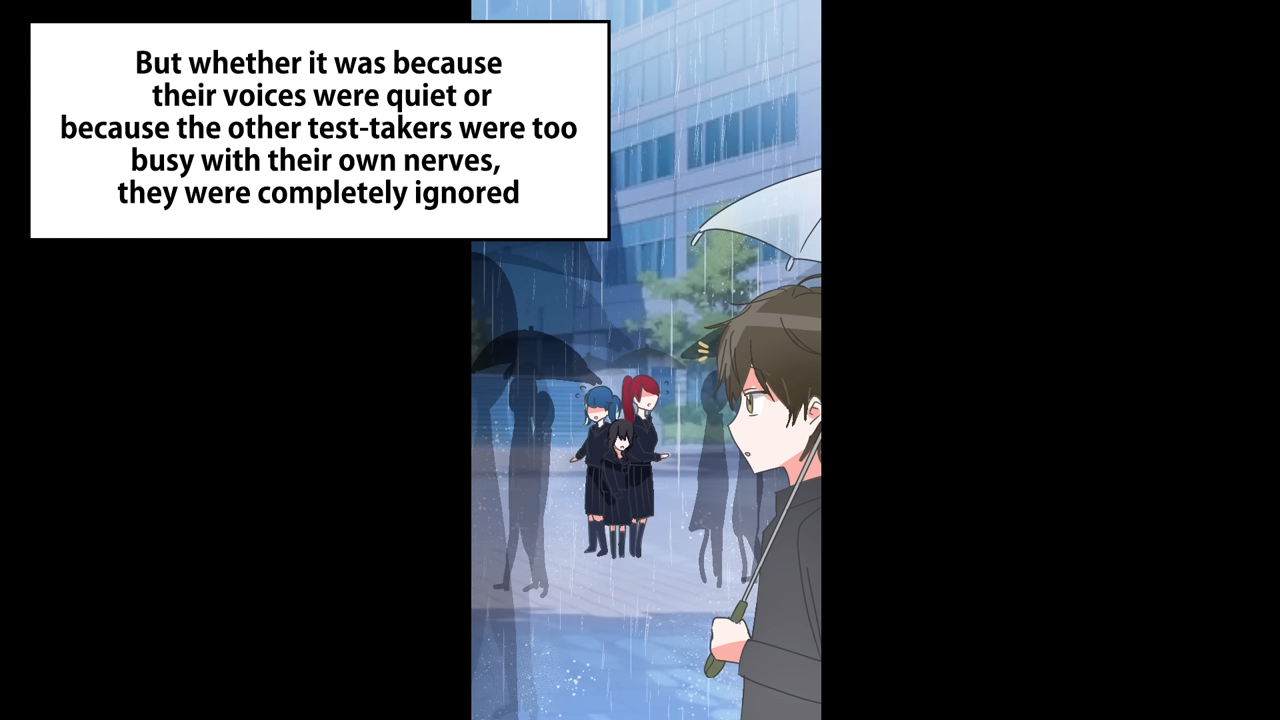 But whether it was because
their voices were quiet or
because the other test-takers were too
busy with their own nerves,
they were completely ignored